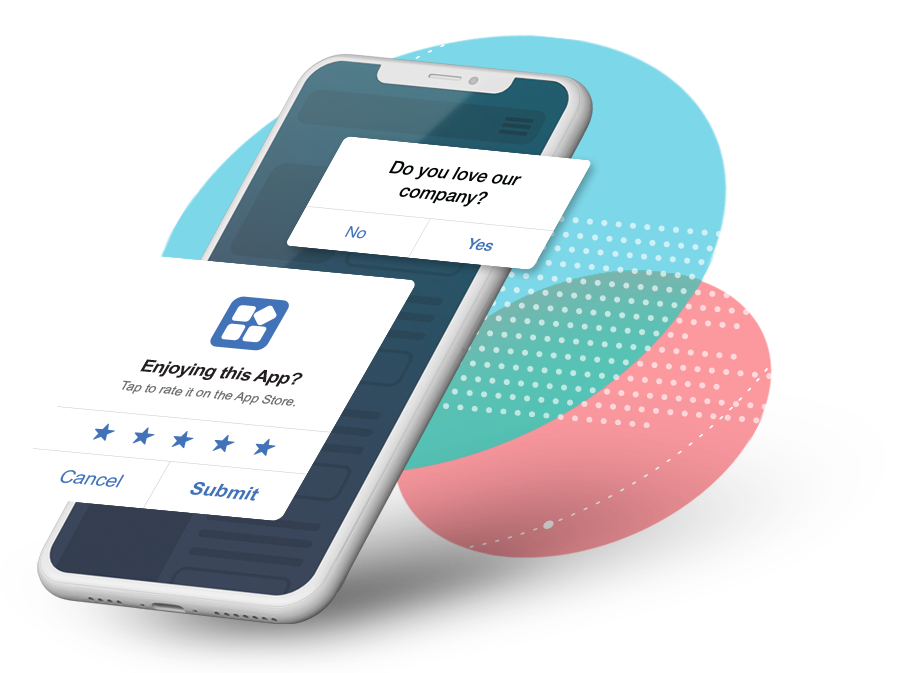 Do you love our
company?
No
Yes
Enjoying this App?
Tap to rate it on the App Store.
Cancel
Submit